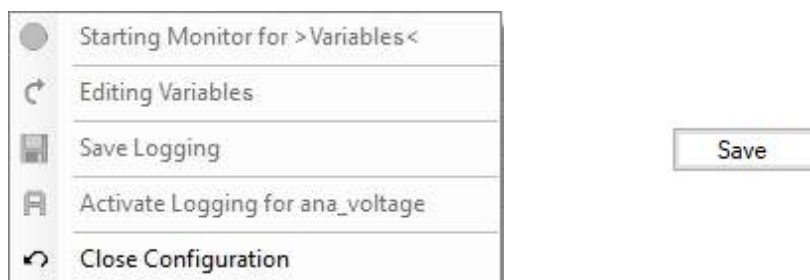 Starting Monitor for >Variables<
Editing Variables
Save Logging
Save
Activate Logging for ana_voltage
Close Configuration